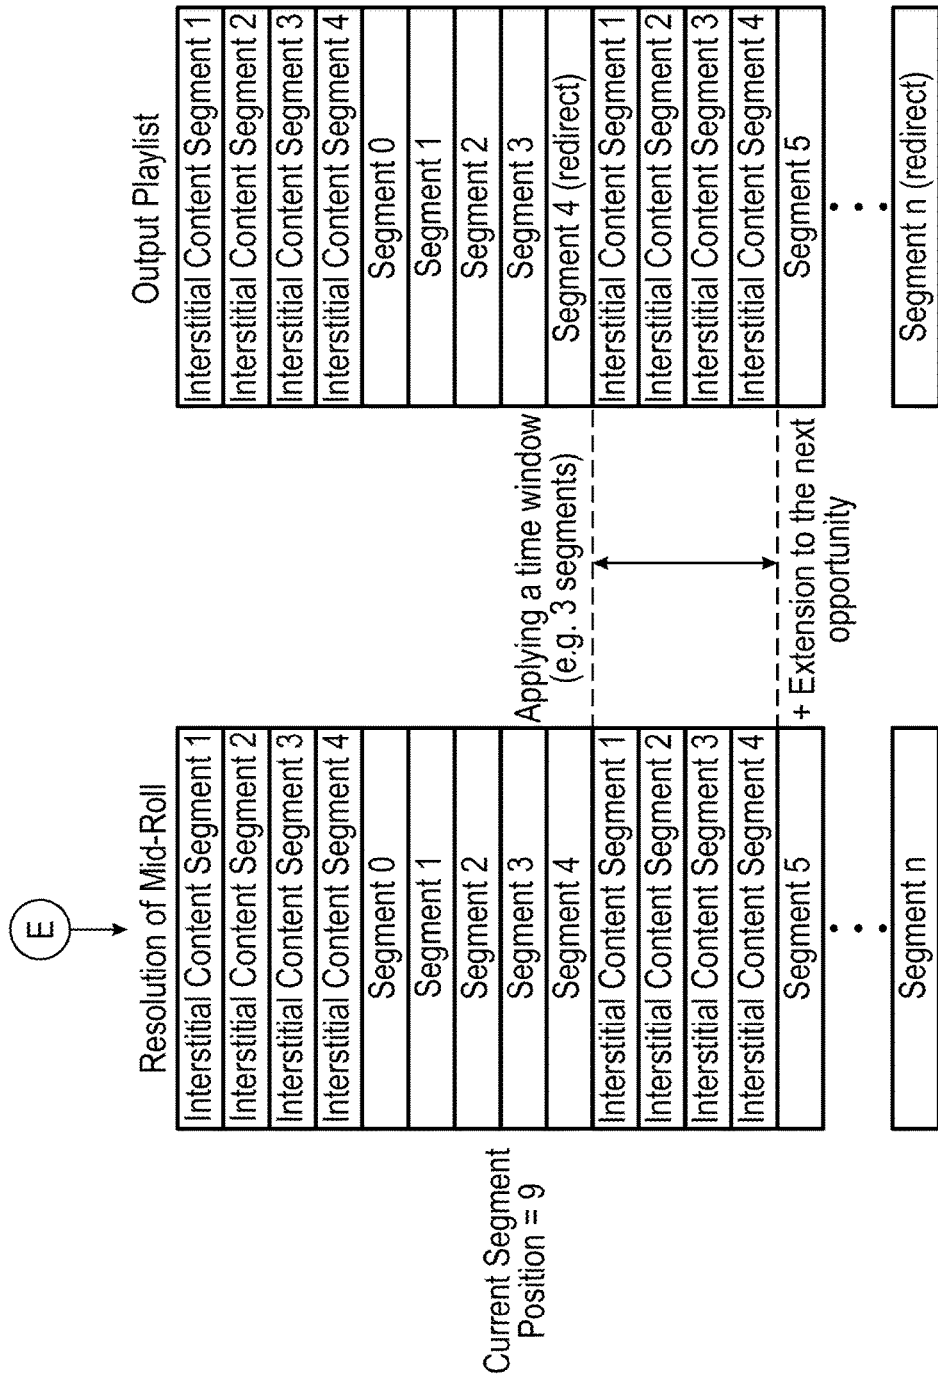 E
Resolution of Mid-Roll
Interstitial Content Segment 1
Interstitial Content Segment 2
Interstitial Content Segment 3
Interstitial Content Segment 4
Segment 0
Segment 1
Segment 2
Segment 3
Segment 4
Interstitial Content Segment 1
Interstitial Content Segment 2
Interstitial Content Segment 3
Interstitial Content Segment 4
Segment 5
Segment n
Current Segment
Position = 9
Applying a time window
(e.g. 3 segments)
+ Extension to the next
opportunity
Output Playlist
Interstitial Content Segment 1
Interstitial Content Segment 2
Interstitial Content Segment 3
Interstitial Content Segment 4
Segment 0
Segment 1
Segment 2
Segment 3
Segment 4 (redirect)
Interstitial Content Segment 1
Interstitial Content Segment 2
Interstitial Content Segment 3
Interstitial Content Segment 4
Segment 5
Segment n (redirect)